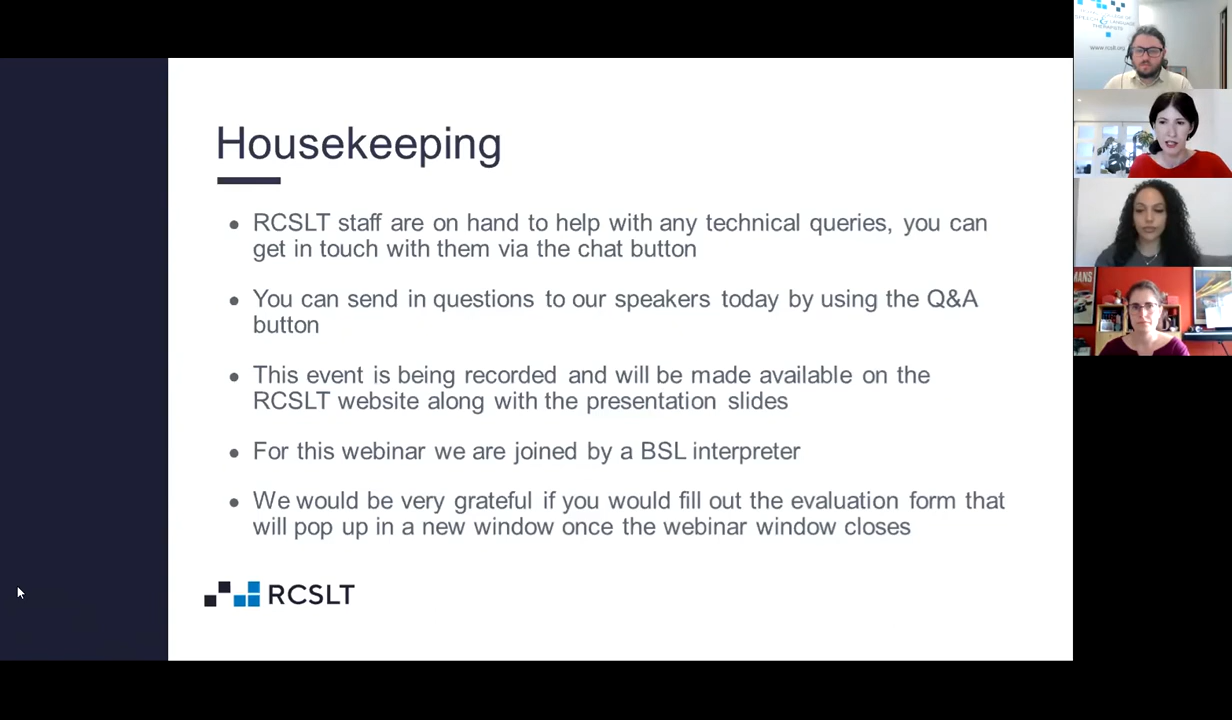 Housekeeping
• RCSLT staff are on hand to help with any technical queries, you can
get in touch with them via the chat button
• You can send in questions to our speakers today by using the Q&A
button
• This event is being recorded and will be made available on the
RCSLT website along with the presentation slides
• For this webinar we are joined by a BSL interpreter
• We would be very grateful if you would fill out the evaluation form that
will pop up in a new window once the webinar window closes
RCSLT
www.rcslt.org